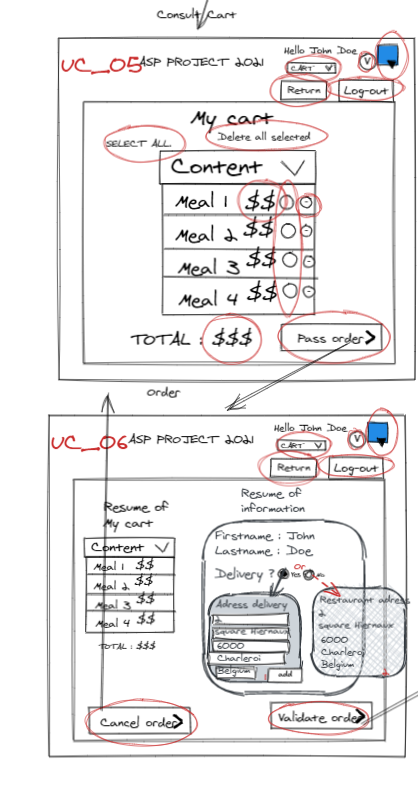 Consult Cart
UC_05 ASP PROJECT 2021
Hello John Doe
CART V
V
Return
Log-out
My cart
SELECT ALL
Delete all selected
Content
Meal 1 $$
Meal 2 $$
Meal 3 $$
Meal 4 $$
TOTAL : $$$
Pass order
order
UC_06 ASP PROJECT 2021
Hello John Doe
CART V
V
Return
Log-out
Resume of
My cart
Content
Meal 1 $$
Meal 2 $$
Meal 3 $$
Meal 4 $$
TOTAL : $$$
Resume of
information
Firstname : John
Lastname : Doe
Delivery ? Yes or No
Adress delivery
2
square Hiernaux
6000
Charleroi
Belgium
add
Restaurant adress
2
square Hiernaux
6000
Charleroi
Belgium
Cancel order
Validate order